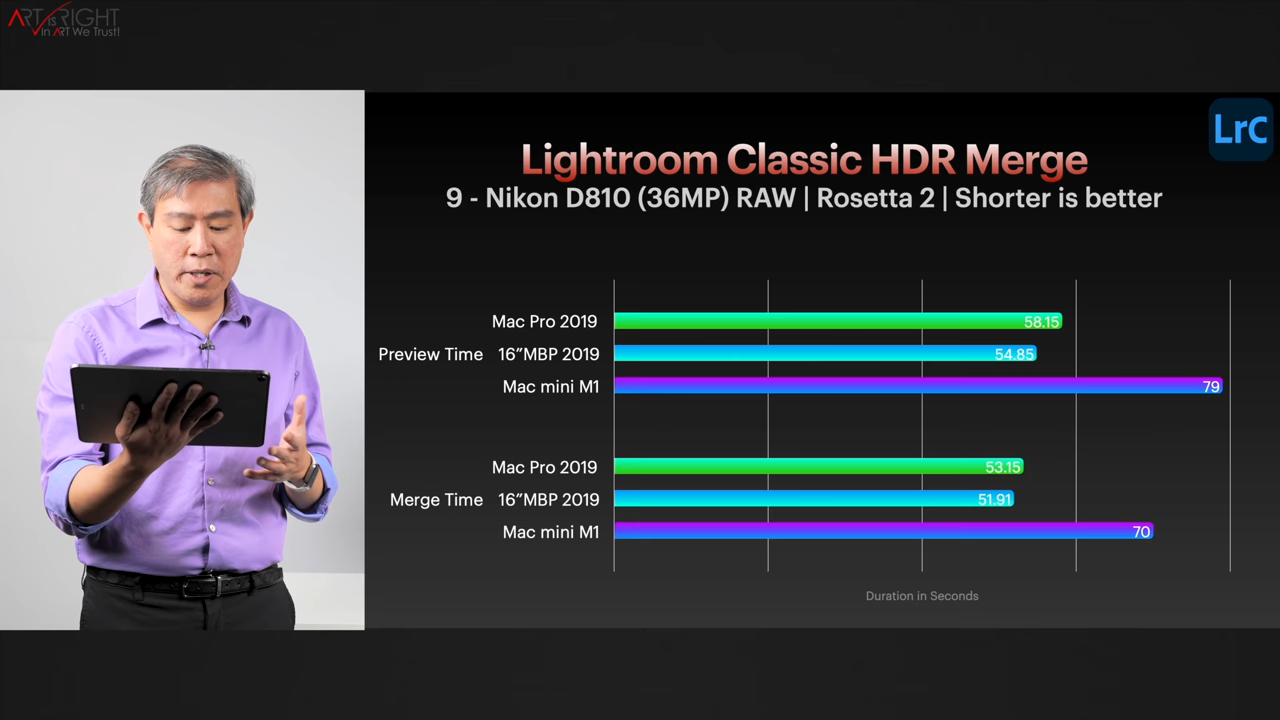 ART is RIGHT
In ART We Trust!
LrC
Lightroom Classic HDR Merge
9 - Nikon D810 (36MP) RAW | Rosetta 2 | Shorter is better
Mac Pro 2019 58.15
Preview Time 16″MBP 2019 54.85
Mac mini M1 79
Mac Pro 2019 53.15
Merge Time 16″MBP 2019 51.91
Mac mini M1 70
Duration in Seconds